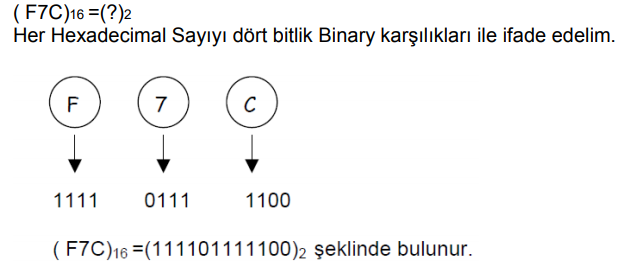 ( F7C)16 =(?)2
Her Hexadecimal Sayıyı dört bitlik Binary karşılıkları ile ifade edelim.
F 7 C
1111 0111 1100
( F7C)16 =(111101111100)2 şeklinde bulunur.